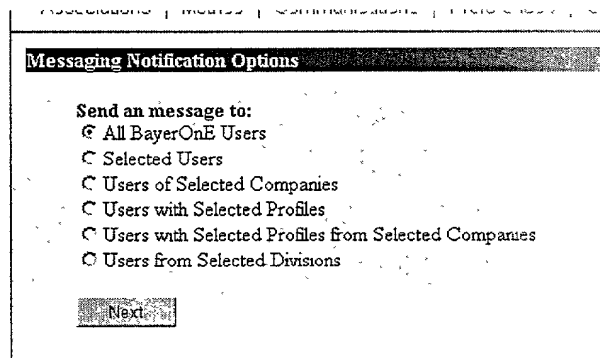 Messaging Notification Options
Send an message to:
All BayerOnE Users
Selected Users
Users of Selected Companies
Users with Selected Profiles
Users with Selected Profiles from Selected Companies
Users from Selected Divisions
Next